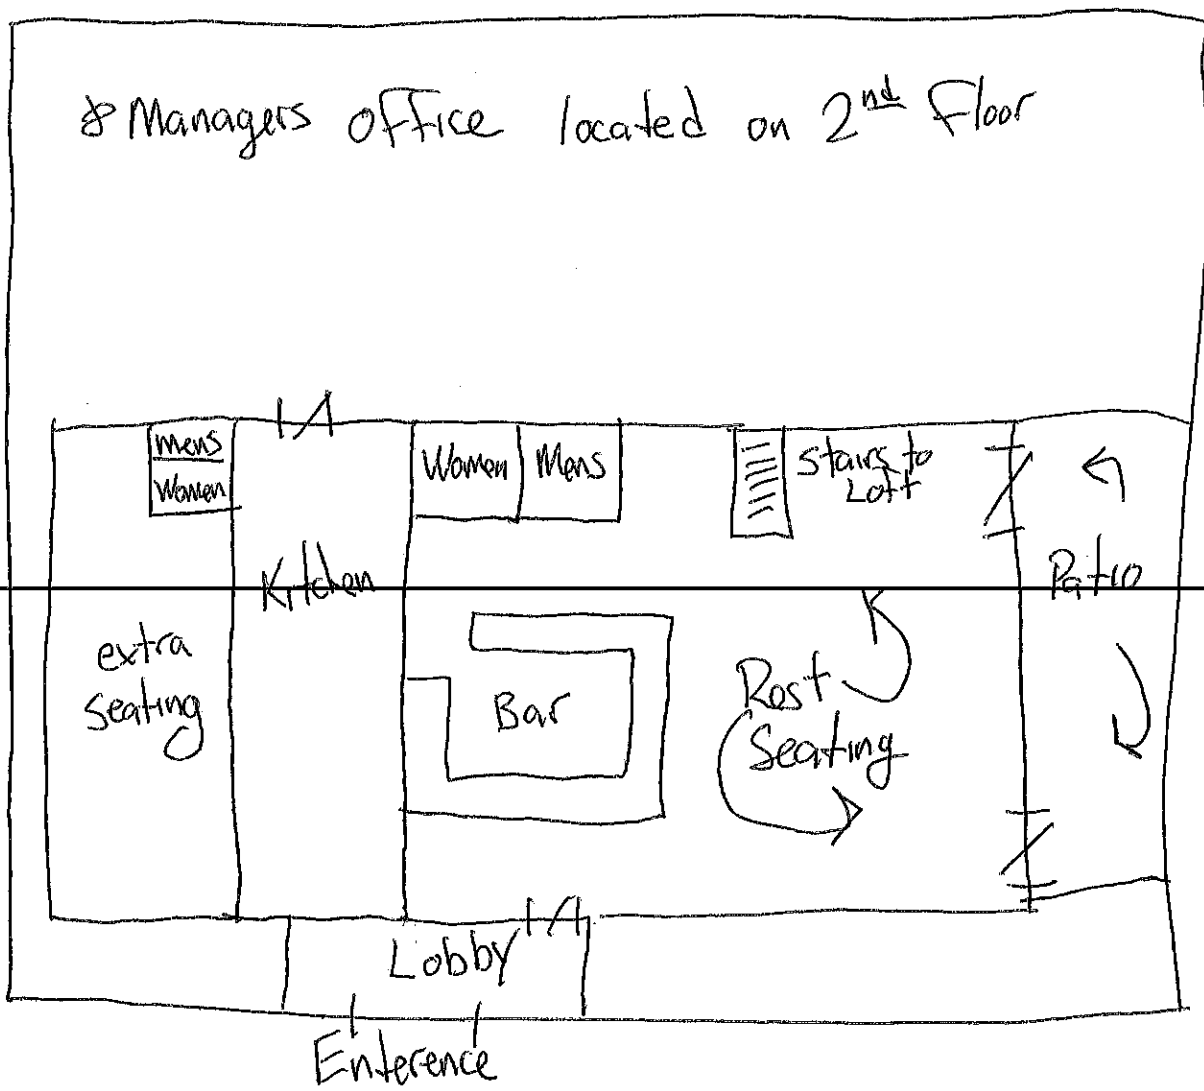 * Managers office located on 2nd Floor
mens
Women
Women
Mens
Stairs to
Loft
Kitchen
Patio
extra
seating
Bar
Rest
Seating
Lobby
Enterence